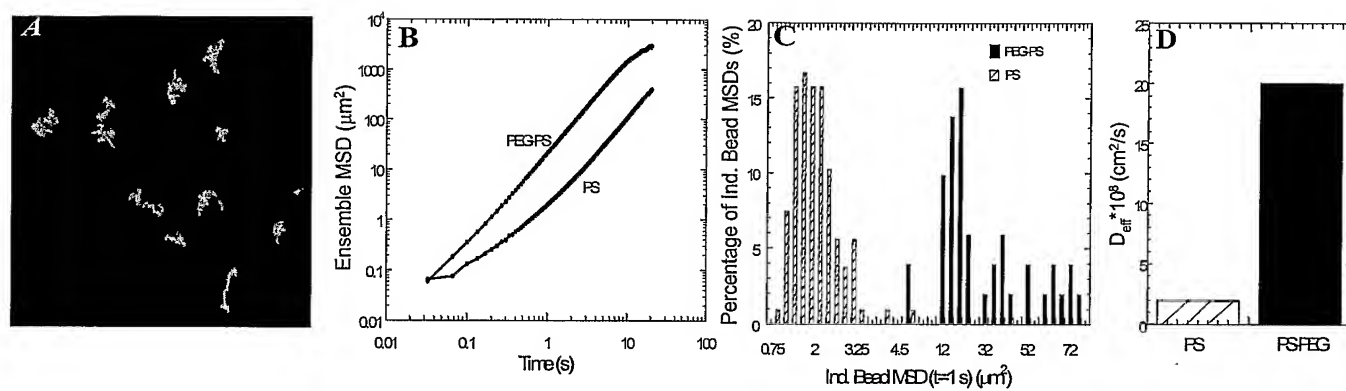 A
B
Ensemble MSD (μm²)
10⁴
1000
100
10
1
0.1
0.01
PEG-PS
PS
0.01 0.1 1 10 100
Time (s)
C
Percentage of Ind. Bead MSDs (%)
20
15
10
5
0
PEG-PS
PS
0.75 2 3.25 4.5 12 32 52 72
Ind. Bead MSD (t=1 s) (μm²)
D
D_eff*10⁸ (cm²/s)
25
20
15
10
5
0
PS PS-PEG